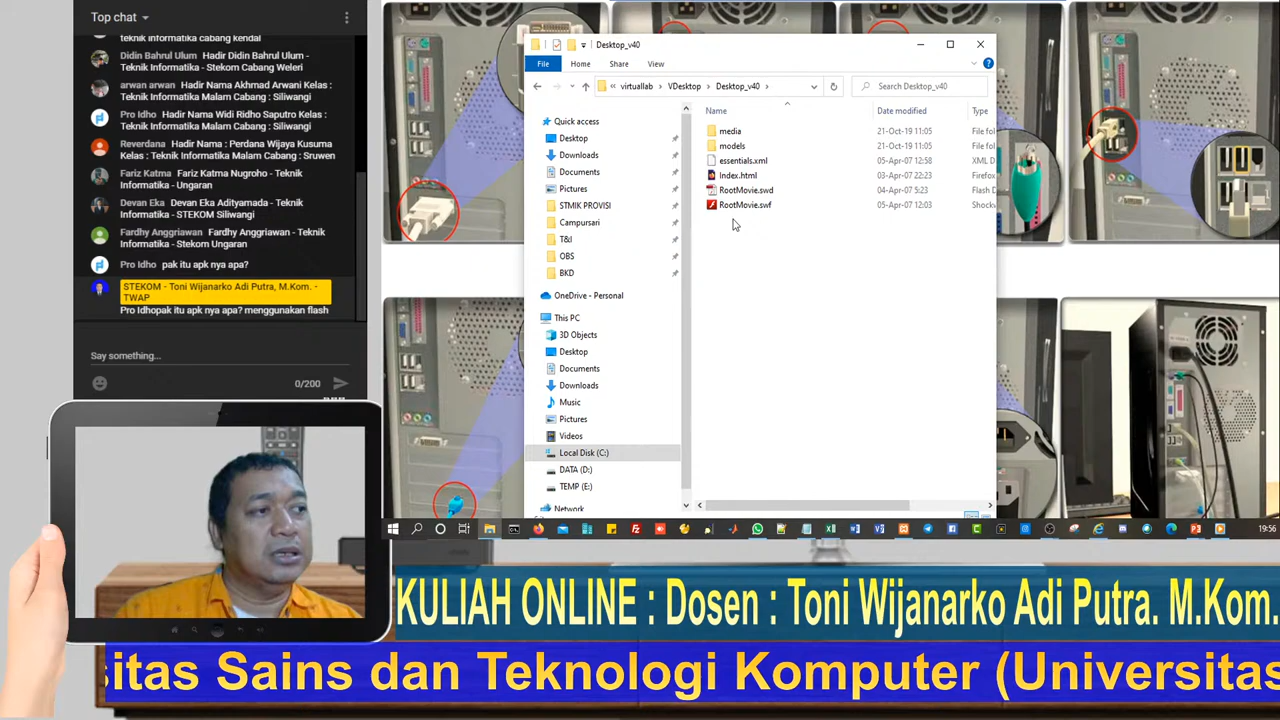 Top chat
teknik informatika cabang kendal
Didin Bahrul Ulum Hadir Didin Bahrul Ulum -
Teknik Informatika - Stekom Cabang Weleri
arwan arwan Hadir Nama Akhmad Arwani Kelas :
Teknik Informatika Malam Cabang : Siliwangi
Pro Idho Hadir Nama Widi Ridho Saputro Kelas :
Teknik Informatika Malam Cabang : Siliwangi
Reverdana Hadir Nama : Perdana Wijaya Kusuma
Kelas : Teknik Informatika Malam Cabang : Sruwen
Fariz Katma Fariz Katma Nugroho - Teknik
Informatika - Ungaran
Devan Eka Devan Eka Adityamada - Teknik
Informatika - STEKOM Siliwangi
Fardhy Anggriawan Fardhy Anggriawan - Teknik
Informatika - Stekom Ungaran
Pro Idho pak itu apk nya apa?
STEKOM - Toni Wijanarko Adi Putra, M.Kom. -
TWAP
Pro Idhopak itu apk nya apa? menggunakan flash
Say something...
0/200
Desktop_v40
File Home Share View
« virtuallab › VDesktop › Desktop_v40 ›
Search Desktop_v40
Name Date modified Type
media 21-Oct-19 11:05 File fol
models 21-Oct-19 11:05 File fol
essentials.xml 05-Apr-07 12:58 XML D
Index.html 03-Apr-07 22:23 Firefox
RootMovie.swd 04-Apr-07 5:23 Flash D
RootMovie.swf 05-Apr-07 12:03 Shockv
Quick access
Desktop
Downloads
Documents
Pictures
STMIK PROVISI
Campursari
T&I
OBS
BKD
OneDrive - Personal
This PC
3D Objects
Desktop
Documents
Downloads
Music
Pictures
Videos
Local Disk (C:)
DATA (D:)
TEMP (E:)
Network
19:56
KULIAH ONLINE : Dosen : Toni Wijanarko Adi Putra. M.Kom.
sitas Sains dan Teknologi Komputer (Universitas